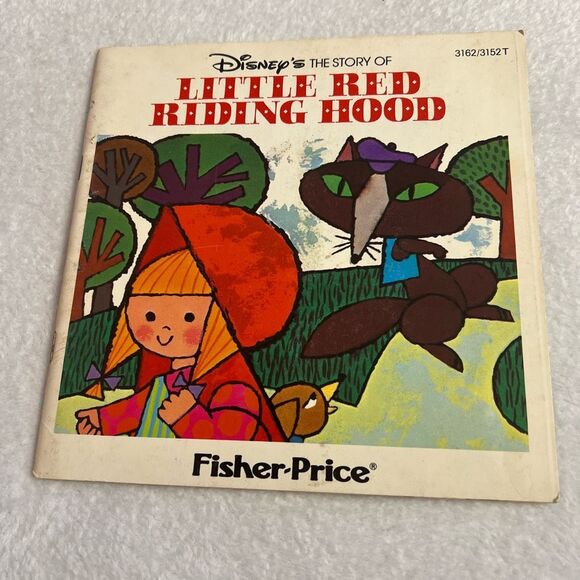 Disney's THE STORY OF
3162/3152T
LITTLE RED
RIDING HOOD
Fisher-Price®